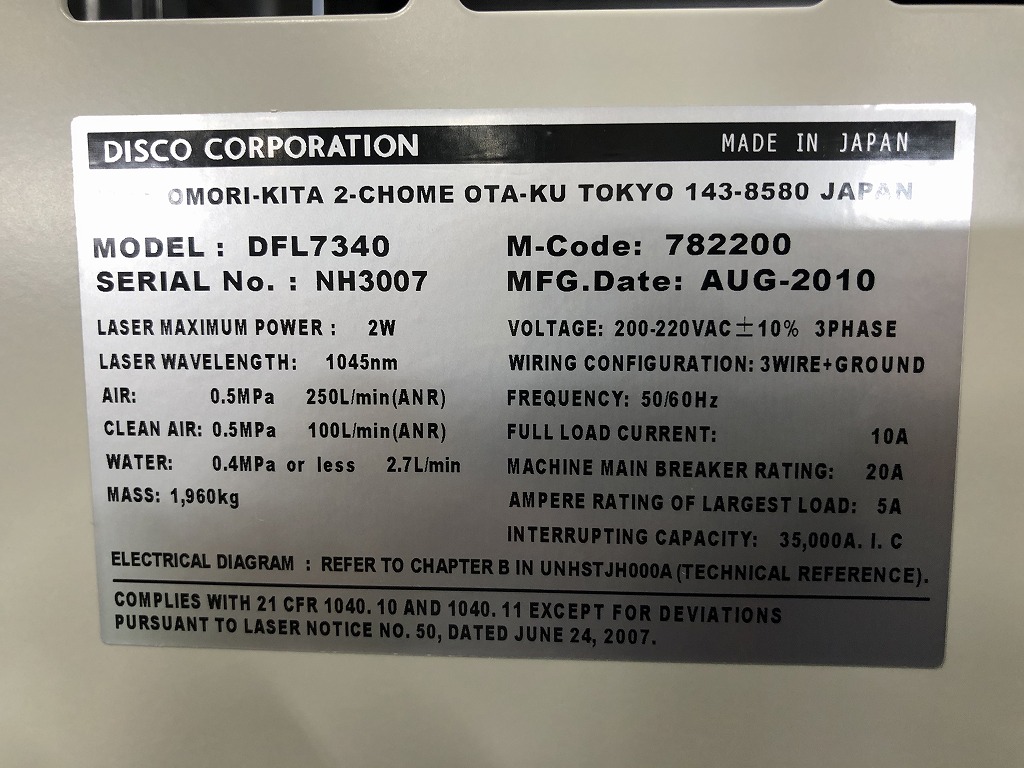 DISCO CORPORATION MADE IN JAPAN
OMORI-KITA 2-CHOME OTA-KU TOKYO 143-8580 JAPAN
MODEL : DFL7340 M-Code: 782200
SERIAL No. : NH3007 MFG.Date: AUG-2010
LASER MAXIMUM POWER : 2W VOLTAGE: 200-220VAC±10% 3PHASE
LASER WAVELENGTH: 1045nm WIRING CONFIGURATION: 3WIRE+GROUND
AIR: 0.5MPa 250L/min(ANR) FREQUENCY: 50/60Hz
CLEAN AIR: 0.5MPa 100L/min(ANR) FULL LOAD CURRENT: 10A
WATER: 0.4MPa or less 2.7L/min MACHINE MAIN BREAKER RATING: 20A
MASS: 1,960kg AMPERE RATING OF LARGEST LOAD: 5A
INTERRUPTING CAPACITY: 35,000A. I. C
ELECTRICAL DIAGRAM : REFER TO CHAPTER B IN UNHSTJH000A (TECHNICAL REFERENCE).
COMPLIES WITH 21 CFR 1040. 10 AND 1040. 11 EXCEPT FOR DEVIATIONS
PURSUANT TO LASER NOTICE NO. 50, DATED JUNE 24, 2007.